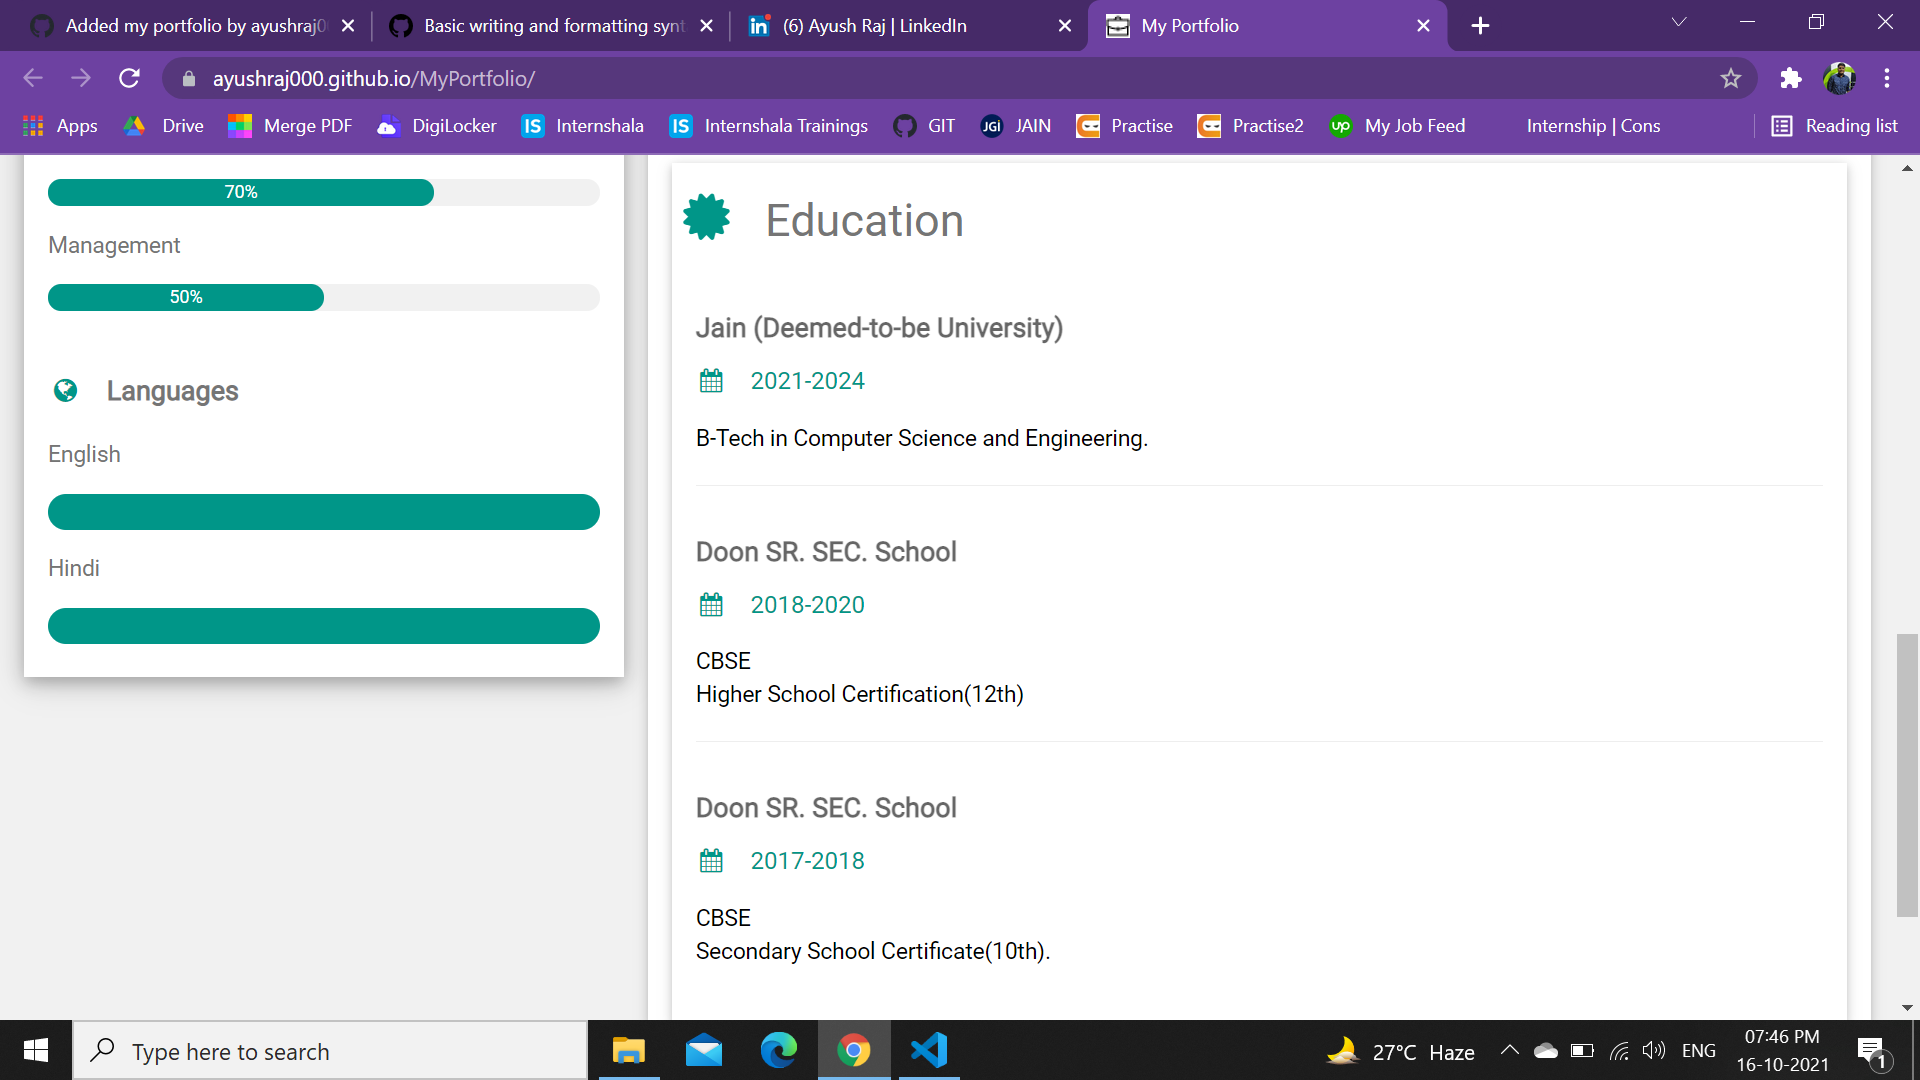 Added my portfolio by ayushraj0
Basic writing and formatting synt
(6) Ayush Raj | LinkedIn
My Portfolio
ayushraj000.github.io/MyPortfolio/
Apps
Drive
Merge PDF
DigiLocker
IS Internshala
IS Internshala Trainings
GIT
JGi JAIN
Practise
Practise2
up My Job Feed
Internship | Cons
Reading list
70%
Management
50%
Languages
English
Hindi
Education
Jain (Deemed-to-be University)
2021-2024
B-Tech in Computer Science and Engineering.
Doon SR. SEC. School
2018-2020
CBSE
Higher School Certification(12th)
Doon SR. SEC. School
2017-2018
CBSE
Secondary School Certificate(10th).
Type here to search
27°C Haze
ENG
07:46 PM
16-10-2021
1